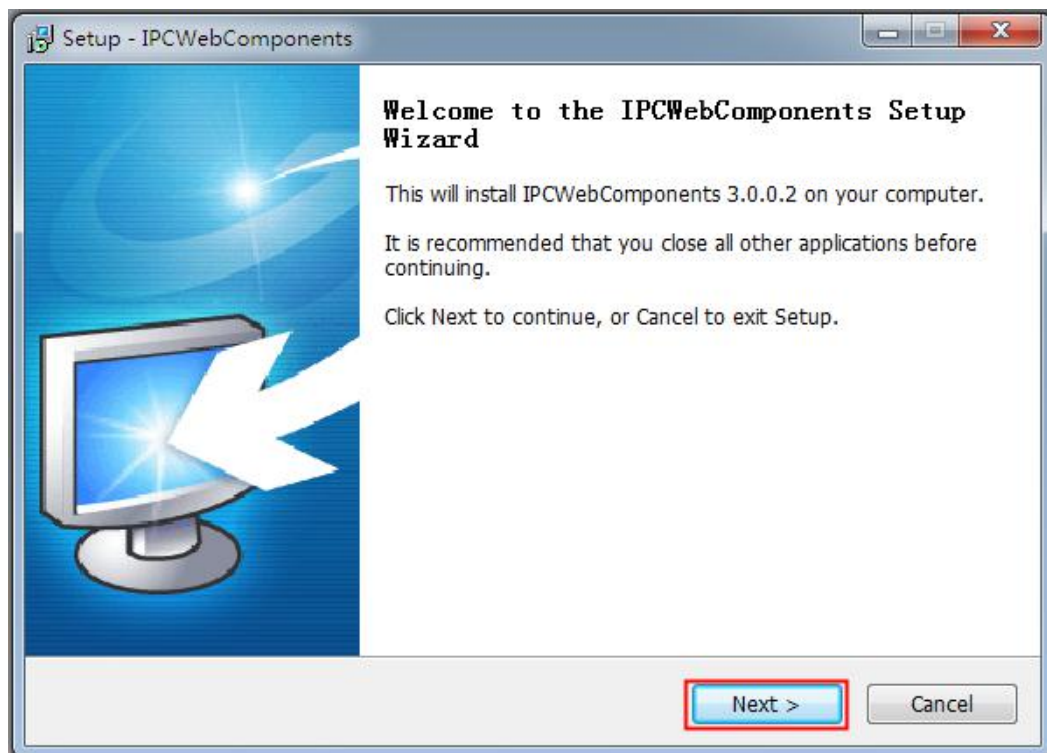 Setup - IPCWebComponents
Welcome to the IPCWebComponents Setup
Wizard
This will install IPCWebComponents 3.0.0.2 on your computer.
It is recommended that you close all other applications before
continuing.
Click Next to continue, or Cancel to exit Setup.
Next >
Cancel